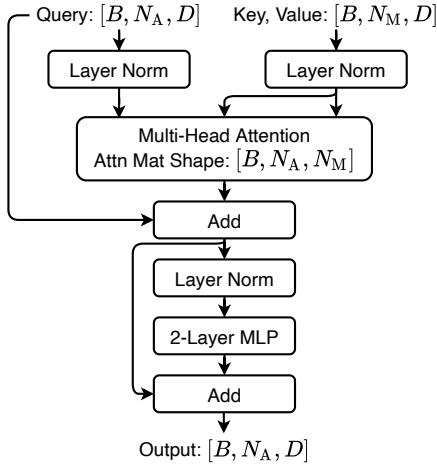 Query: [B, N_A, D]
Key, Value: [B, N_M, D]
Layer Norm
Layer Norm
Multi-Head Attention
Attn Mat Shape: [B, N_A, N_M]
Add
Layer Norm
2-Layer MLP
Add
Output: [B, N_A, D]